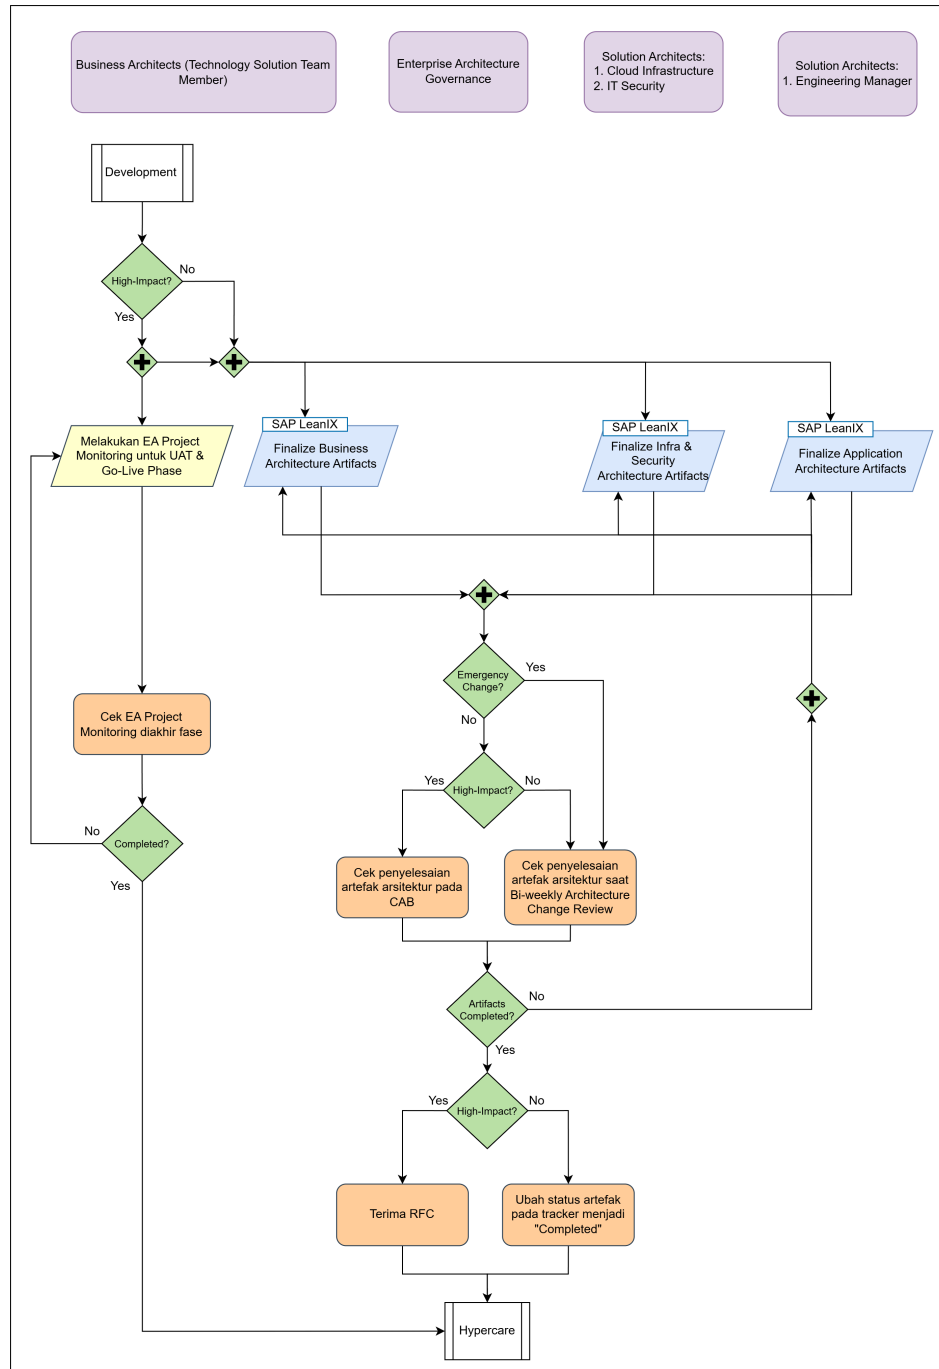 Business Architects (Technology Solution Team
Member)
Enterprise Architecture
Governance
Solution Architects:
1. Cloud Infrastructure
2. IT Security
Solution Architects:
1. Engineering Manager
Development
High-Impact?
No
Yes
SAP LeanIX
SAP LeanIX
SAP LeanIX
Melakukan EA Project
Monitoring untuk UAT &
Go-Live Phase
Finalize Business
Architecture Artifacts
Finalize Infra &
Security
Architecture Artifacts
Finalize Application
Architecture Artifacts
Emergency
Change?
Yes
No
Cek EA Project
Monitoring diakhir fase
High-Impact?
Yes
No
Completed?
No
Yes
Cek penyelesaian
artefak arsitektur pada
CAB
Cek penyelesaian
artefak arsitektur saat
Bi-weekly Architecture
Change Review
Artifacts
Completed?
No
Yes
High-Impact?
Yes
No
Terima RFC
Ubah status artefak
pada tracker menjadi
"Completed"
Hypercare